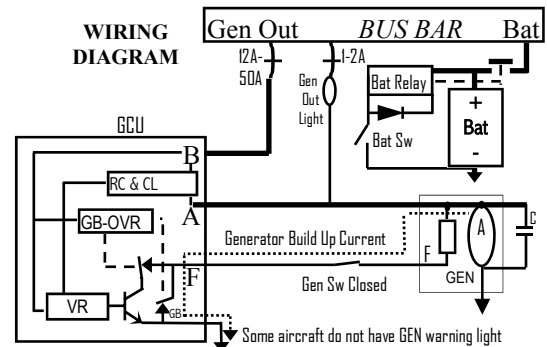 WIRING
DIAGRAM
Gen Out BUS BAR Bat
12A-
50A
1-2A
Gen
Out
Light
Bat Relay
Bat Sw
+
Bat
-
GCU
B
RC & CL
A
GB-OVR
Generator Build Up Current
F
Gen Sw Closed
F
A
GEN
C
VR
GB
Some aircraft do not have GEN warning light